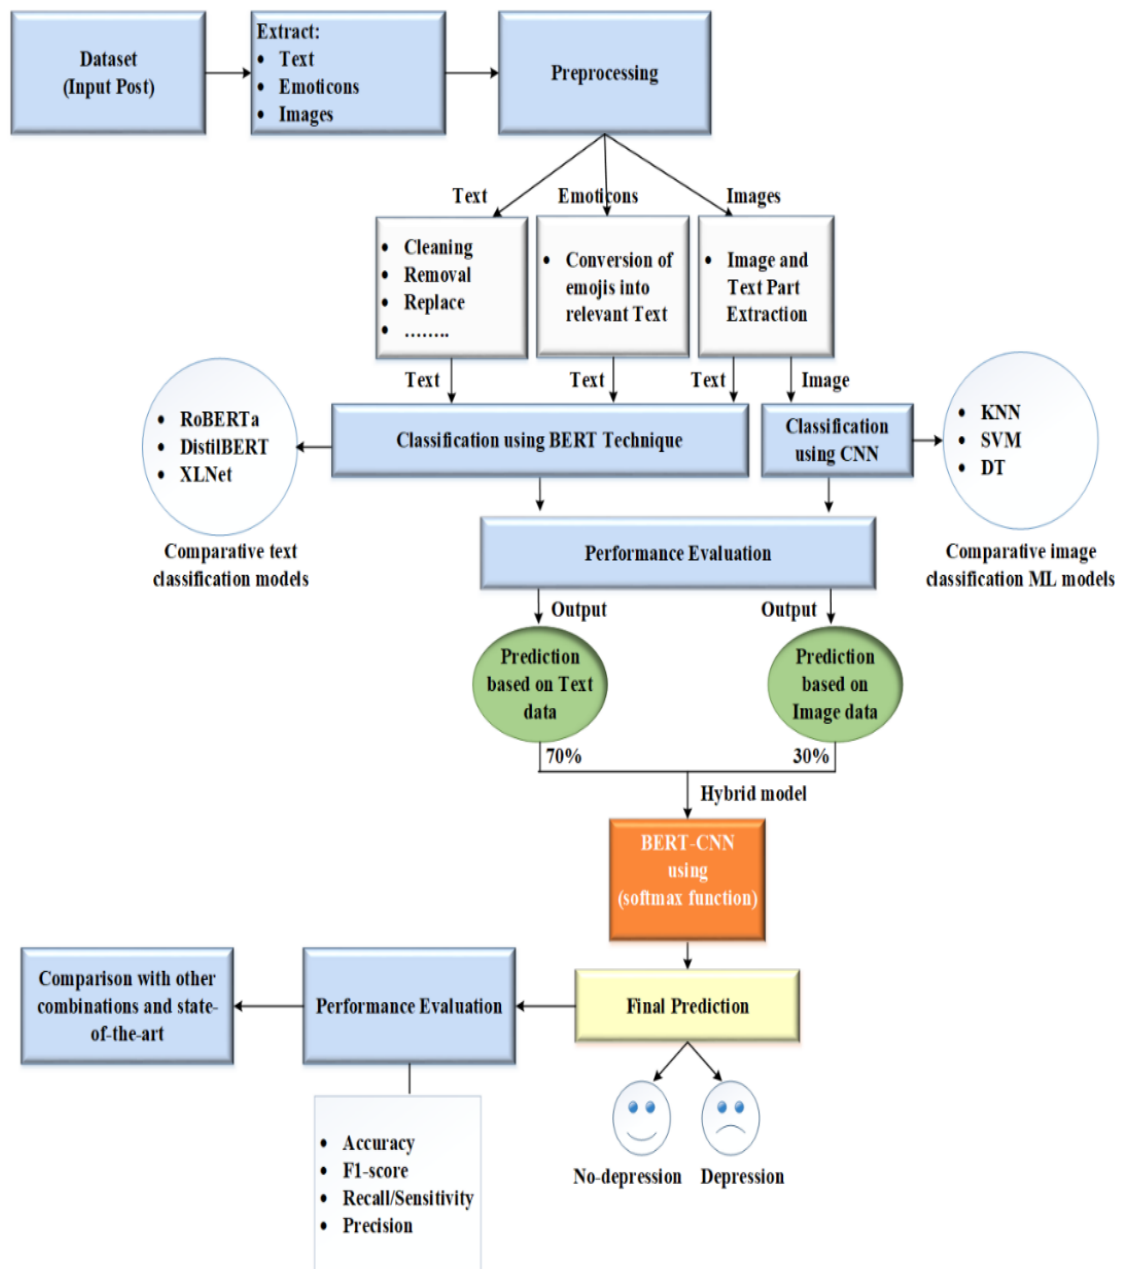 Dataset
(Input Post)
Extract:
• Text
• Emoticons
• Images
Preprocessing
Text
Emoticons
Images
• Cleaning
• Removal
• Replace
• ........
• Conversion of
emojis into
relevant Text
• Image and
Text Part
Extraction
Text
Text
Text
Image
• RoBERTa
• DistilBERT
• XLNet
Comparative text
classification models
Classification using BERT Technique
Classification
using CNN
• KNN
• SVM
• DT
Comparative image
classification ML models
Performance Evaluation
Output
Output
Prediction
based on Text
data
Prediction
based on
Image data
70%
30%
Hybrid model
BERT-CNN
using
(softmax function)
Comparison with other
combinations and state-
of-the-art
Performance Evaluation
Final Prediction
No-depression
Depression
• Accuracy
• F1-score
• Recall/Sensitivity
• Precision